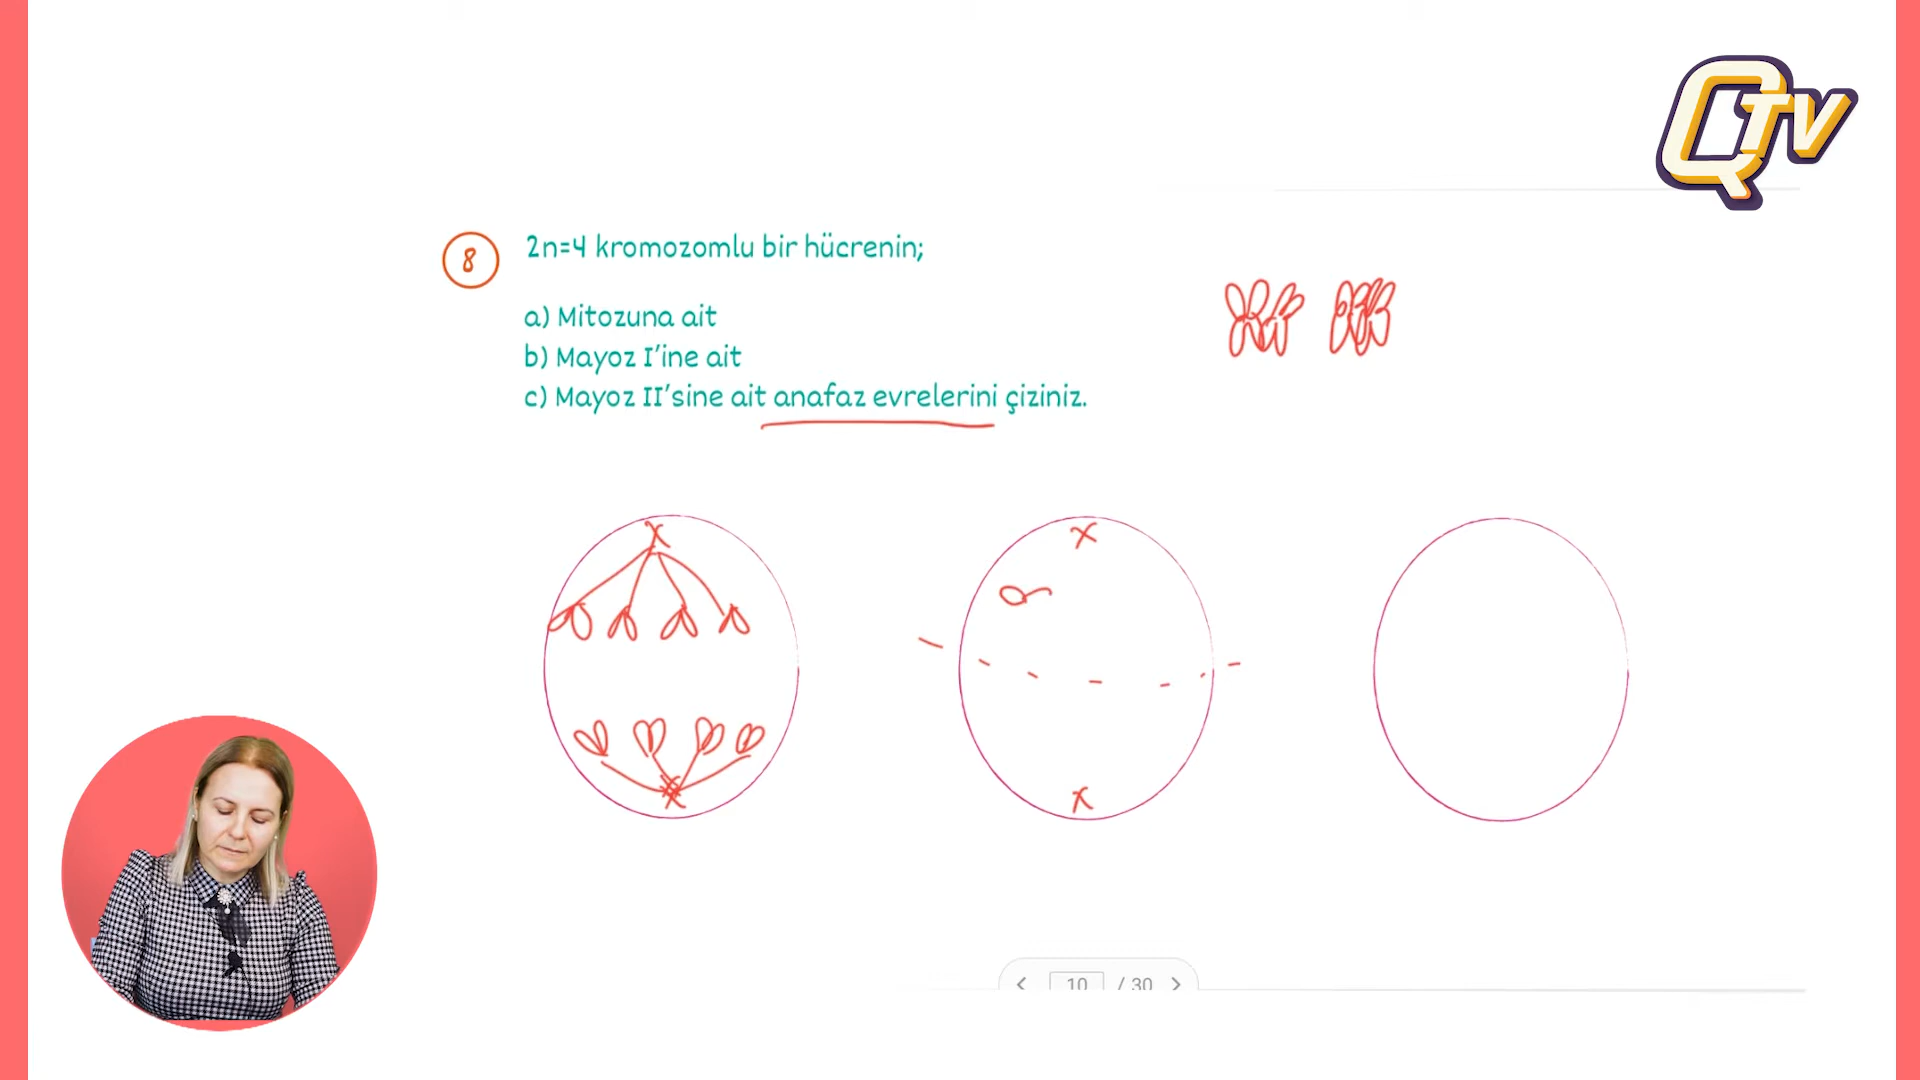 QTV
8
2n=4 kromozomlu bir hücrenin;
a) Mitozuna ait
b) Mayoz I'ine ait
c) Mayoz II'sine ait anafaz evrelerini çiziniz.
10 / 30